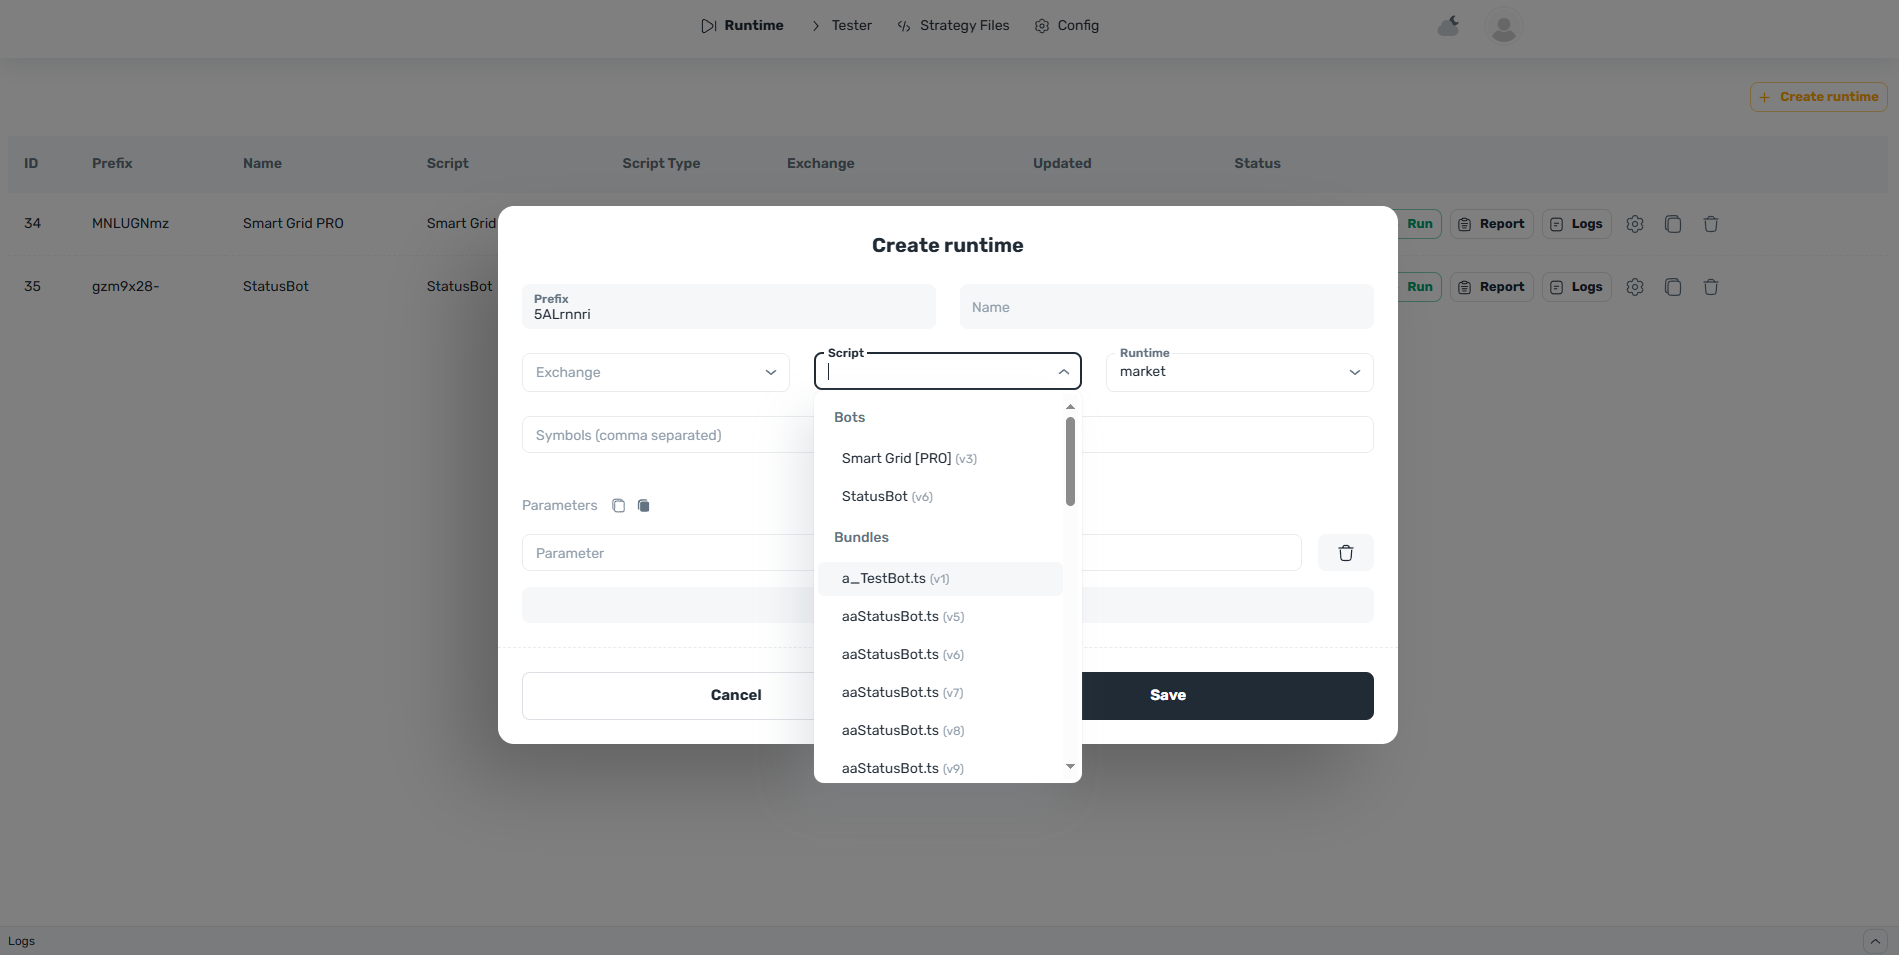 Runtime
Tester
Strategy Files
Config
Create runtime
ID Prefix Name Script Script Type Exchange Updated Status
34 MNLUGNmz Smart Grid PRO Smart Grid Run Report Logs
35 gzm9x28- StatusBot StatusBot Run Report Logs
Create runtime
Prefix
5ALrnnri
Name
Exchange
Script
Runtime
market
Symbols (comma separated)
Parameters
Parameter
Bots
Smart Grid [PRO] (v3)
StatusBot (v6)
Bundles
a_TestBot.ts (v1)
aaStatusBot.ts (v5)
aaStatusBot.ts (v6)
aaStatusBot.ts (v7)
aaStatusBot.ts (v8)
aaStatusBot.ts (v9)
Cancel
Save
Logs